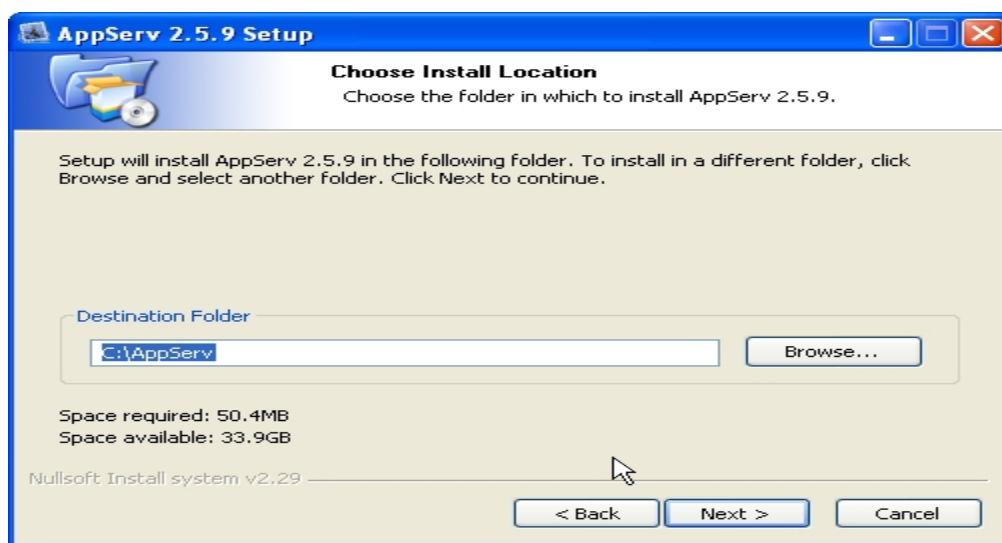 AppServ 2.5.9 Setup
Choose Install Location
Choose the folder in which to install AppServ 2.5.9.
Setup will install AppServ 2.5.9 in the following folder. To install in a different folder, click
Browse and select another folder. Click Next to continue.
Destination Folder
C:\AppServ
Browse...
Space required: 50.4MB
Space available: 33.9GB
Nullsoft Install system v2.29
< Back
Next >
Cancel